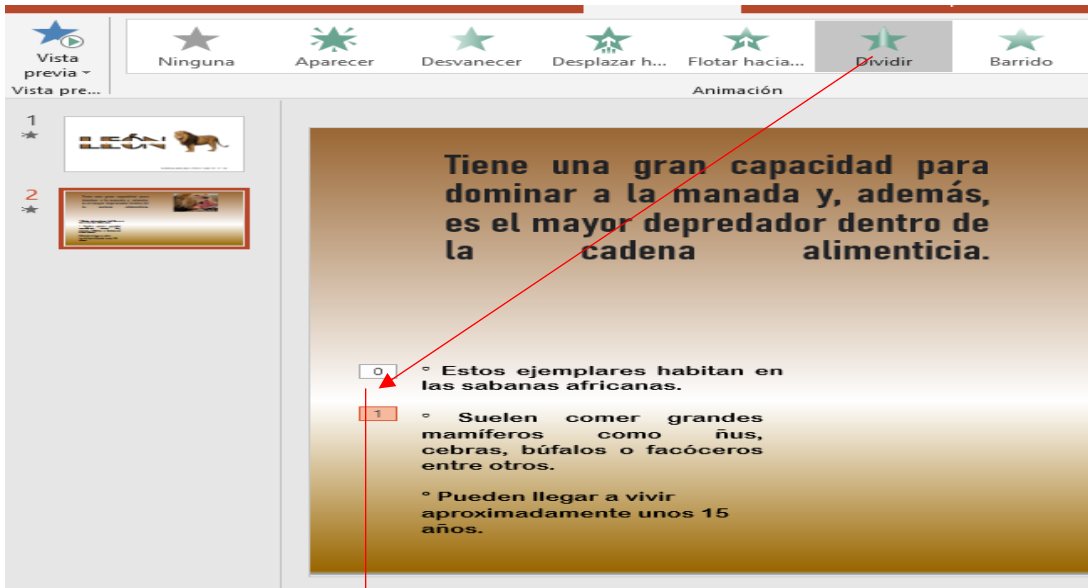 Vista
previa
Vista pre...
Ninguna
Aparecer
Desvanecer
Desplazar h...
Flotar hacia...
Dividir
Barrido
Animación
1
LEÓN
2
Tiene una gran capacidad para
dominar a la manada y, además,
es el mayor depredador dentro de
la cadena alimenticia.
0
° Estos ejemplares habitan en
las sabanas africanas.
1
° Suelen comer grandes
mamíferos como ñus,
cebras, búfalos o facóceros
entre otros.
° Pueden llegar a vivir
aproximadamente unos 15
años.